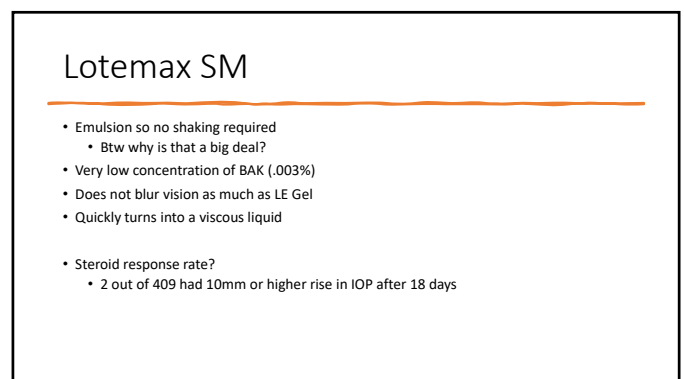 Lotemax SM
• Emulsion so no shaking required
• Btw why is that a big deal?
• Very low concentration of BAK (.003%)
• Does not blur vision as much as LE Gel
• Quickly turns into a viscous liquid
• Steroid response rate?
• 2 out of 409 had 10mm or higher rise in IOP after 18 days